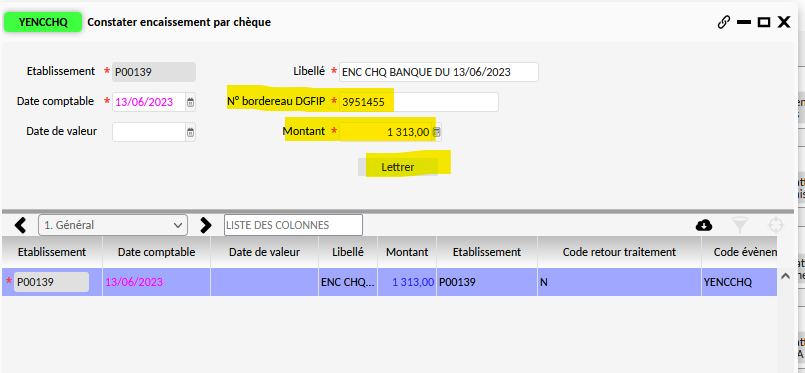 YENCCHQ Constater encaissement par chèque
Etablissement * P00139 Libellé * ENC CHQ BANQUE DU 13/06/2023
Date comptable * 13/06/2023 N° bordereau DGFIP * 3951455
Date de valeur Montant * 1 313,00
Lettrer
1. Général LISTE DES COLONNES
Etablissement Date comptable Date de valeur Libellé Montant Etablissement Code retour traitement Code évènem
* P00139 13/06/2023 ENC CHQ... 1 313,00 P00139 N YENCCHQ